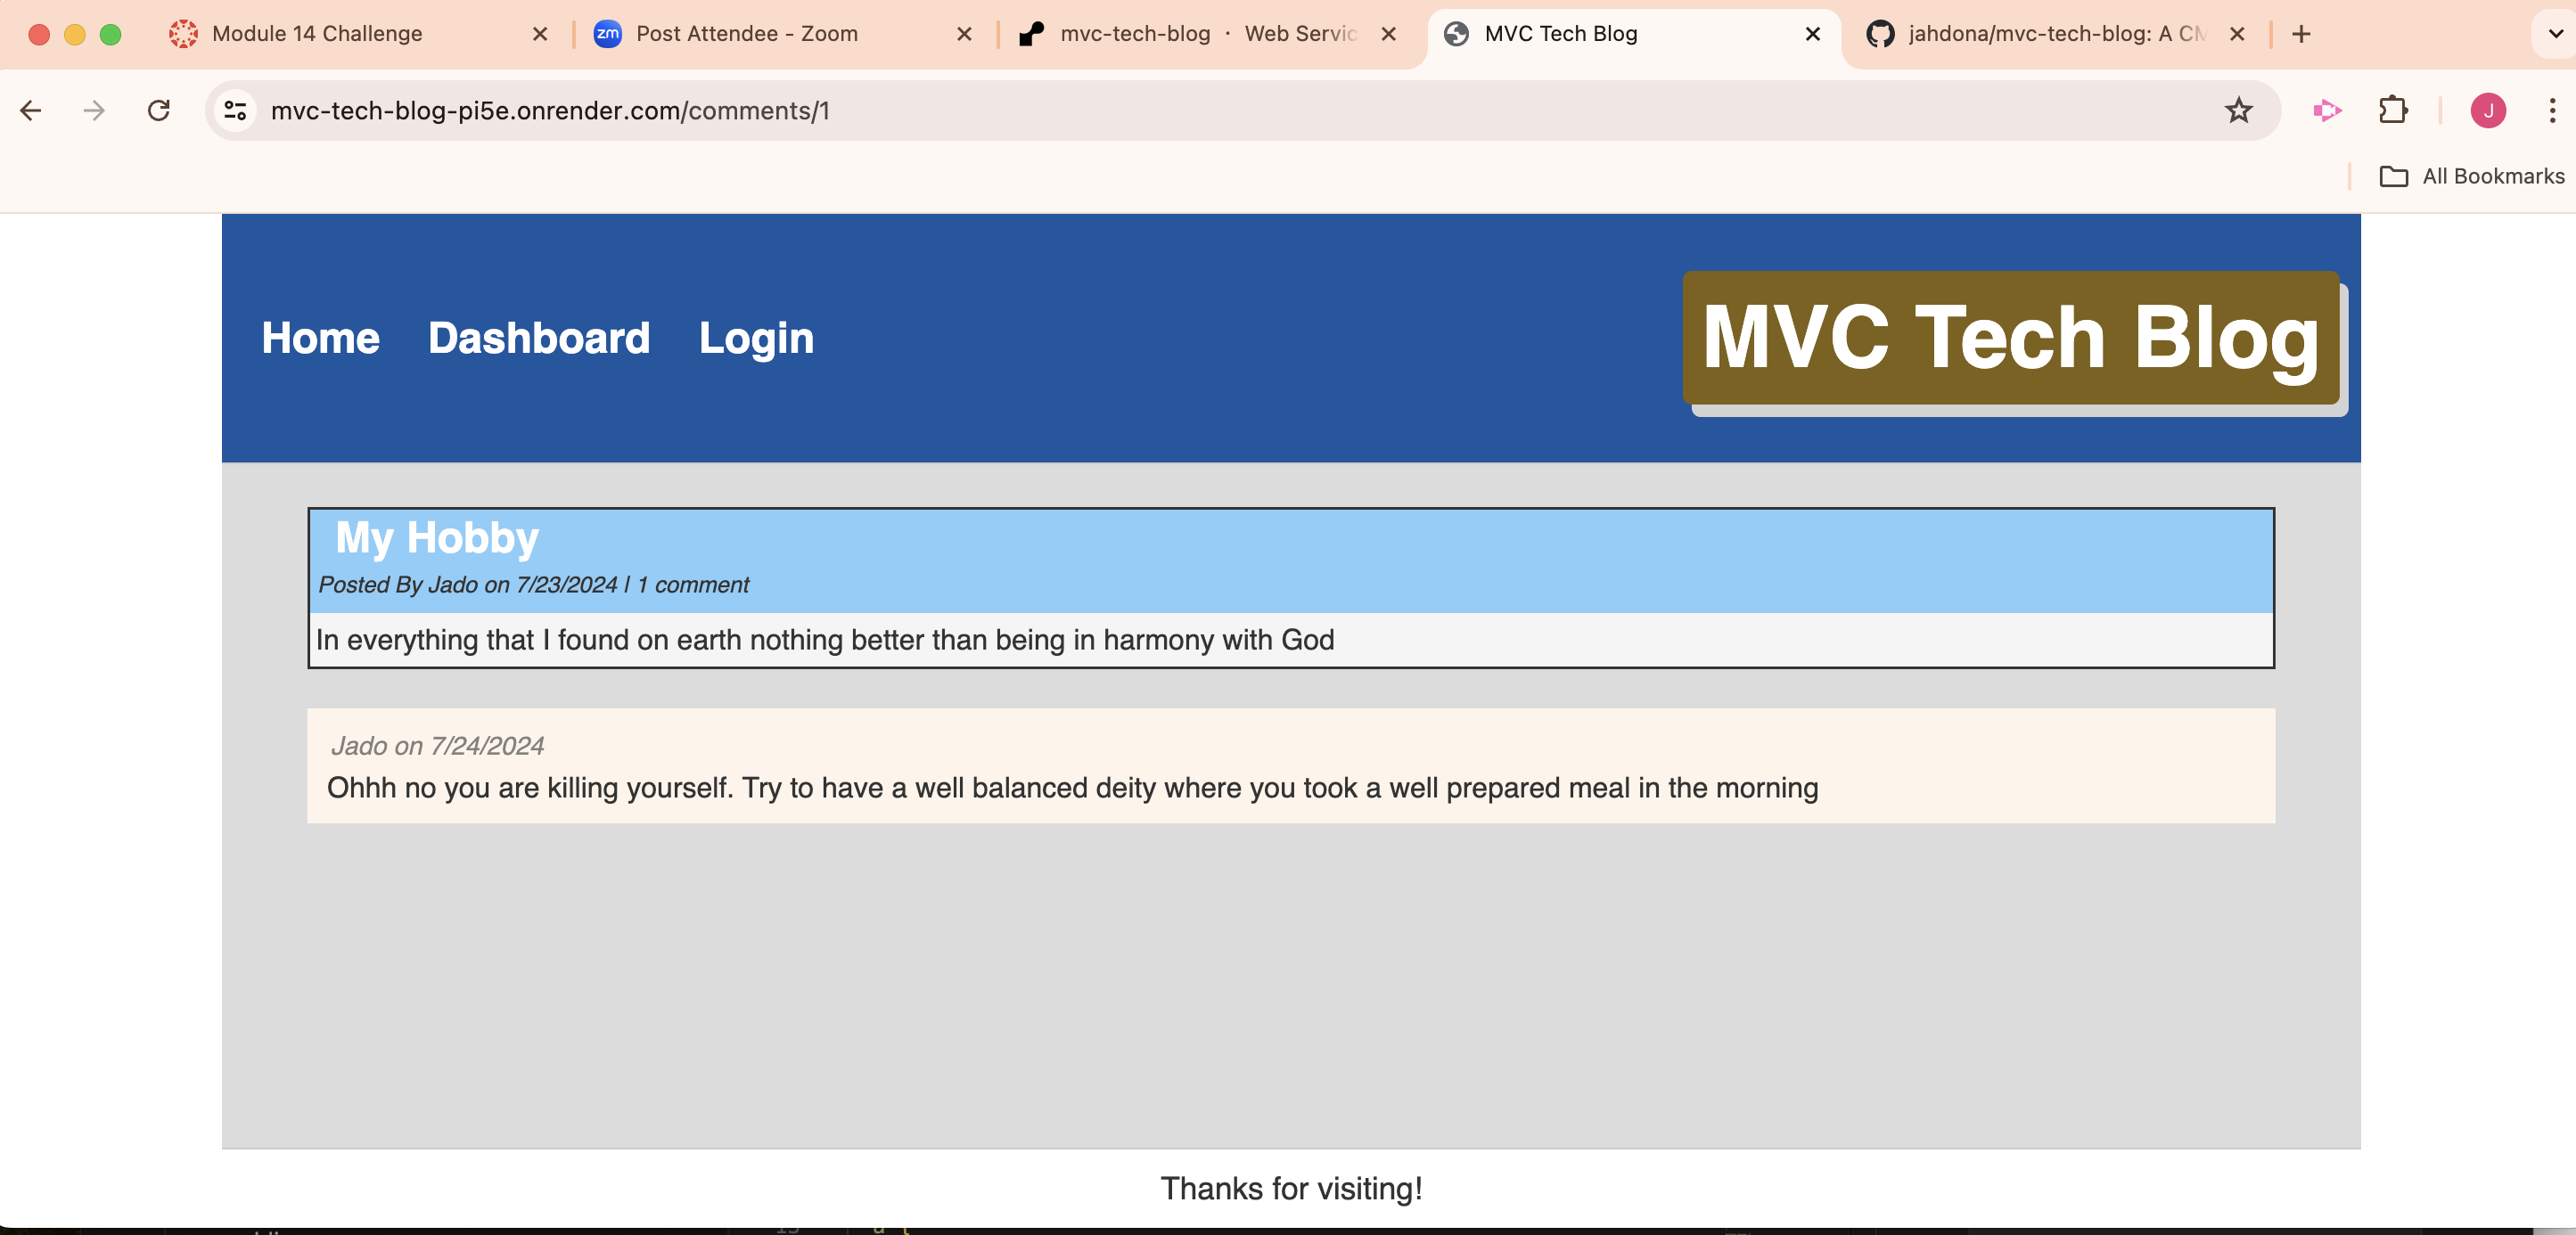 Module 14 Challenge
zm Post Attendee - Zoom
mvc-tech-blog · Web Servic
MVC Tech Blog
jahdona/mvc-tech-blog: A CM
mvc-tech-blog-pi5e.onrender.com/comments/1
J
All Bookmarks
Home Dashboard Login
MVC Tech Blog
My Hobby
Posted By Jado on 7/23/2024 | 1 comment
In everything that I found on earth nothing better than being in harmony with God
Jado on 7/24/2024
Ohhh no you are killing yourself. Try to have a well balanced deity where you took a well prepared meal in the morning
Thanks for visiting!